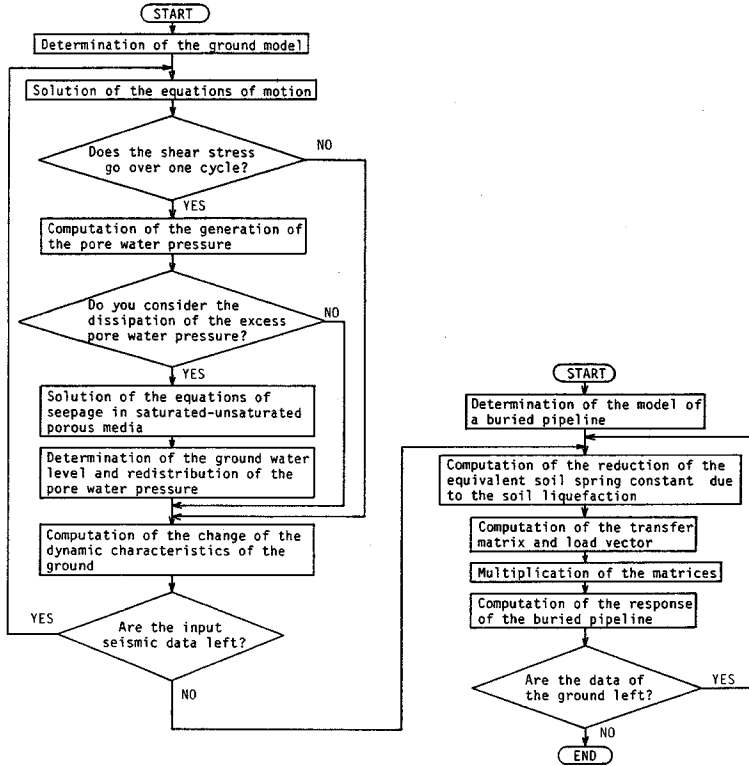 START
Determination of the ground model
Solution of the equations of motion
Does the shear stress
go over one cycle?
NO
YES
Computation of the generation of
the pore water pressure
Do you consider the
dissipation of the excess
pore water pressure?
NO
YES
Solution of the equations of
seepage in saturated-unsaturated
porous media
Determination of the ground water
level and redistribution of the
pore water pressure
Computation of the change of the
dynamic characteristics of the
ground
YES
Are the input
seismic data left?
NO
START
Determination of the model of
a buried pipeline
Computation of the reduction of the
equivalent soil spring constant due
to the soil liquefaction
Computation of the transfer
matrix and load vector
Multiplication of the matrices
Computation of the response
of the buried pipeline
Are the data of
the ground left?
YES
NO
END